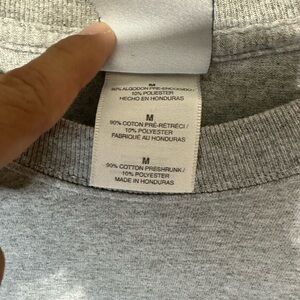 M
90% ALGODON PRE-ENCOGIDO/
10% POLIESTER
HECHO EN HONDURAS
M
90% COTON PRÉ-RÉTRÉCI/
10% POLYESTER
FABRIQUÉ AU HONDURAS
M
90% COTTON PRESHRUNK/
10% POLYESTER
MADE IN HONDURAS